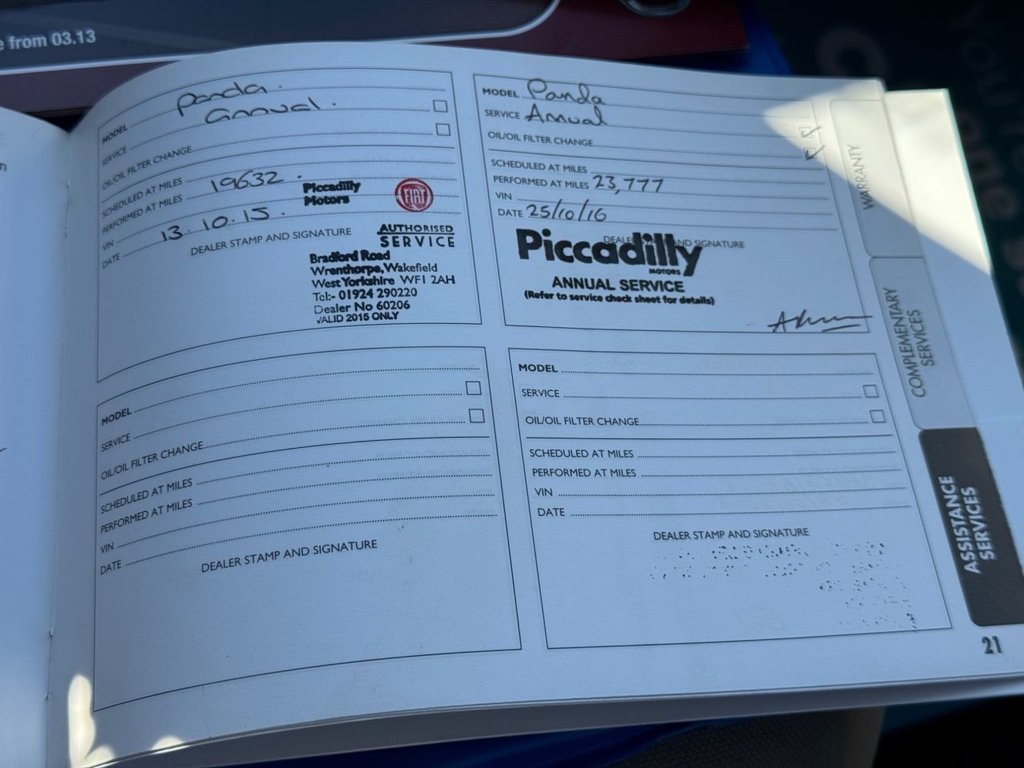 e from 03.13
MODEL Panda
SERVICE Annual
OIL/OIL FILTER CHANGE
SCHEDULED AT MILES
PERFORMED AT MILES 19632
VIN
DATE 13.10.15
DEALER STAMP AND SIGNATURE
Piccadilly
Motors
FIAT
AUTHORISED
SERVICE
Bradford Road
Wrenthorpe, Wakefield
West Yorkshire WF1 2AH
Tel:- 01924 290220
Dealer No 60206
VALID 2015 ONLY
MODEL Panda
SERVICE Annual
OIL/OIL FILTER CHANGE
SCHEDULED AT MILES
PERFORMED AT MILES 23,777
VIN
DATE 25/10/16
DEALER STAMP AND SIGNATURE
Piccadilly
MOTORS
ANNUAL SERVICE
(Refer to service check sheet for details)
MODEL
SERVICE
OIL/OIL FILTER CHANGE
SCHEDULED AT MILES
PERFORMED AT MILES
VIN
DATE
DEALER STAMP AND SIGNATURE
MODEL
SERVICE
OIL/OIL FILTER CHANGE
SCHEDULED AT MILES
PERFORMED AT MILES
VIN
DATE
DEALER STAMP AND SIGNATURE
WARRANTY
COMPLEMENTARY
SERVICES
ASSISTANCE
SERVICES
21